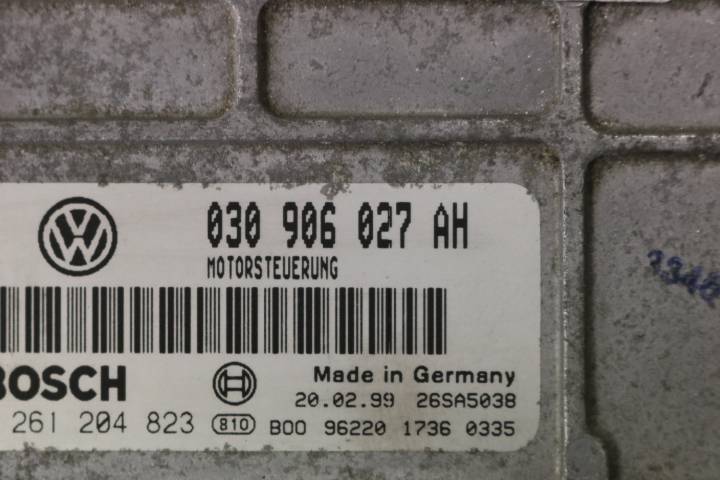 030 906 027 AH
MOTORSTEUERUNG
BOSCH
Made in Germany
20.02.99 26SA5038
261 204 823 810 B00 96220 1736 0335